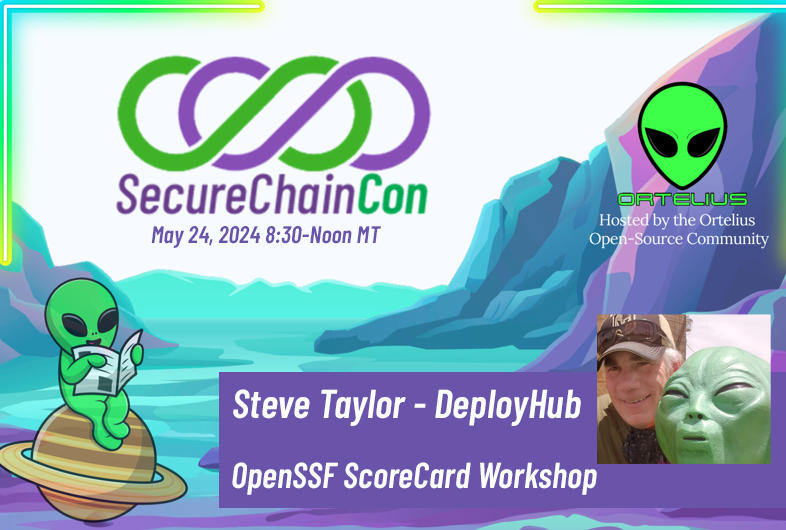 SecureChainCon
May 24, 2024 8:30-Noon MT
ORTELIUS
Hosted by the Ortelius
Open-Source Community
Steve Taylor - DeployHub
OpenSSF ScoreCard Workshop